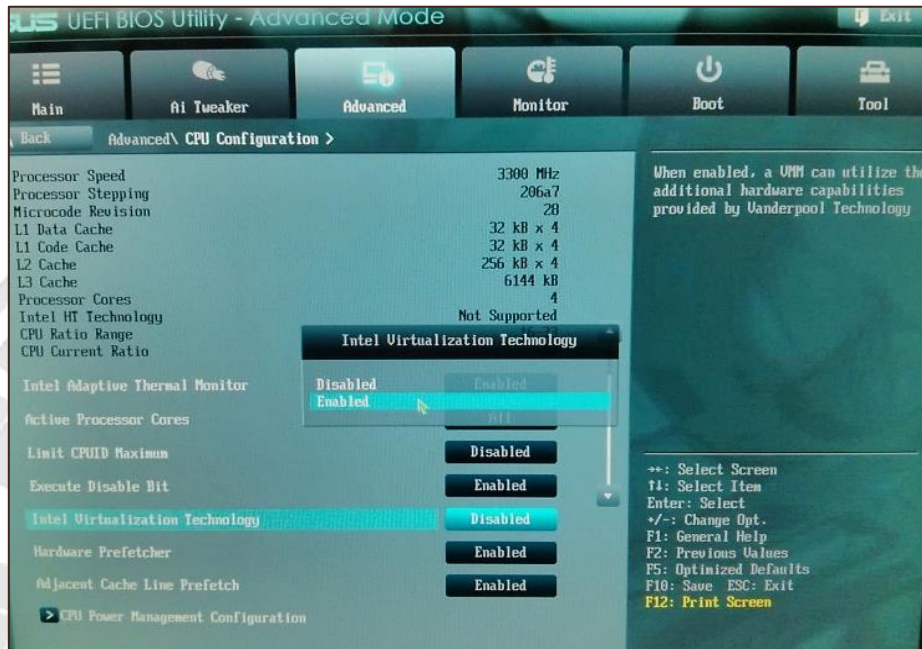 SUS UEFI BIOS Utility - Advanced Mode
Exit
Main
Ai Tweaker
Advanced
Monitor
Boot
Tool
Back
Advanced\ CPU Configuration >
Processor Speed 3300 MHz
Processor Stepping 206a7
Microcode Revision 28
L1 Data Cache 32 kB x 4
L1 Code Cache 32 kB x 4
L2 Cache 256 kB x 4
L3 Cache 6144 kB
Processor Cores 4
Intel HT Technology Not Supported
CPU Ratio Range
CPU Current Ratio
Intel Virtualization Technology
Disabled
Enabled
Intel Adaptive Thermal Monitor Enabled
Active Processor Cores All
Limit CPUID Maximum Disabled
Execute Disable Bit Enabled
Intel Virtualization Technology Disabled
Hardware Prefetcher Enabled
Adjacent Cache Line Prefetch Enabled
> CPU Power Management Configuration
When enabled, a VMM can utilize the
additional hardware capabilities
provided by Vanderpool Technology
→←: Select Screen
↑↓: Select Item
Enter: Select
+/-: Change Opt.
F1: General Help
F2: Previous Values
F5: Optimized Defaults
F10: Save ESC: Exit
F12: Print Screen